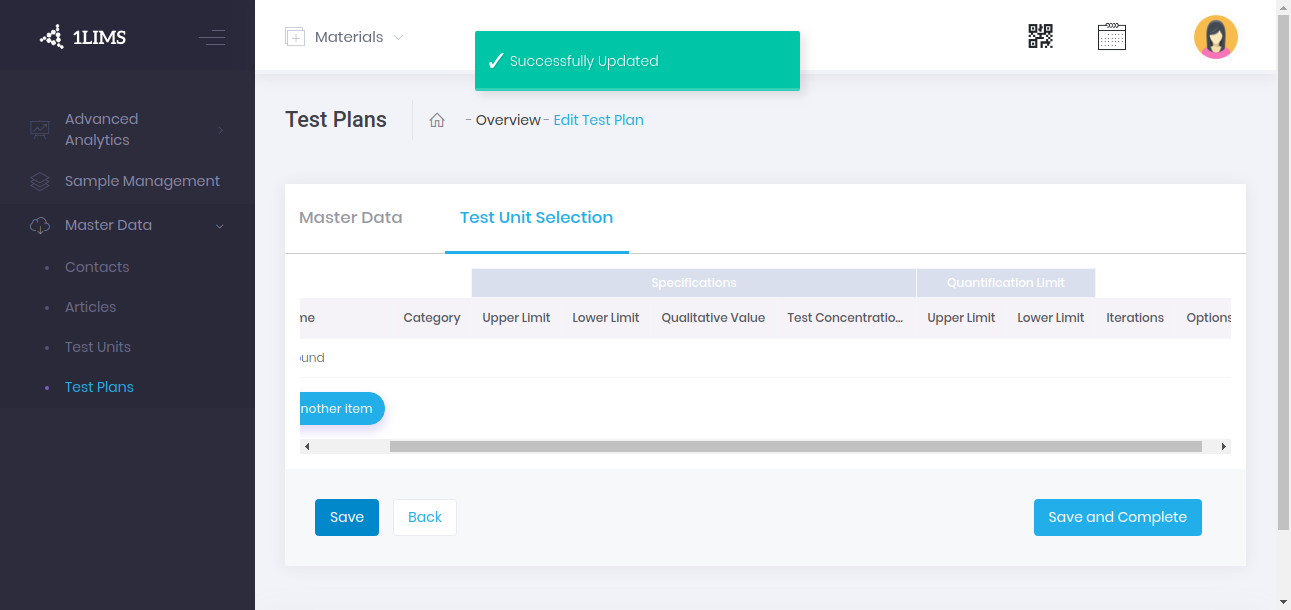 1LIMS
Materials
Successfully Updated
Advanced
Analytics
Sample Management
Master Data
Contacts
Articles
Test Units
Test Plans
Test Plans
- Overview - Edit Test Plan
Master Data
Test Unit Selection
Specifications
Quantification Limit
me Category Upper Limit Lower Limit Qualitative Value Test Concentratio... Upper Limit Lower Limit Iterations Options
ound
nother item
Save
Back
Save and Complete